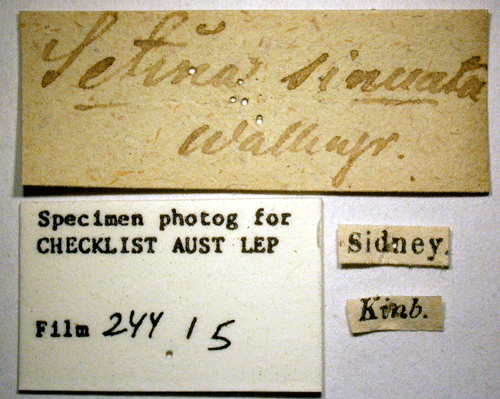 Setina sinuata
Wallengr.
Specimen photog for
CHECKLIST AUST LEP
Film 244 15
Sidney.
Kinb.